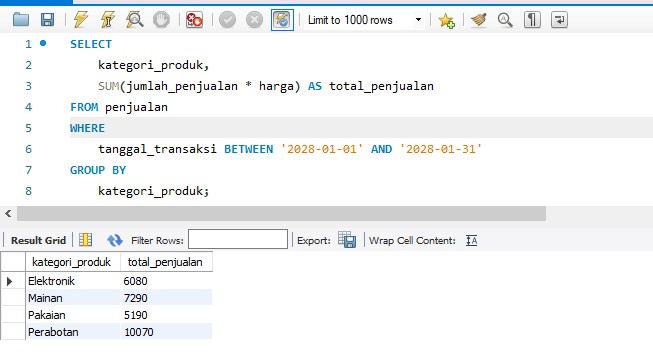 Limit to 1000 rows
1 SELECT
2 kategori_produk,
3 SUM(jumlah_penjualan * harga) AS total_penjualan
4 FROM penjualan
5 WHERE
6 tanggal_transaksi BETWEEN '2028-01-01' AND '2028-01-31'
7 GROUP BY
8 kategori_produk;
Result Grid Filter Rows: Export: Wrap Cell Content: IA
kategori_produk total_penjualan
Elektronik 6080
Mainan 7290
Pakaian 5190
Perabotan 10070